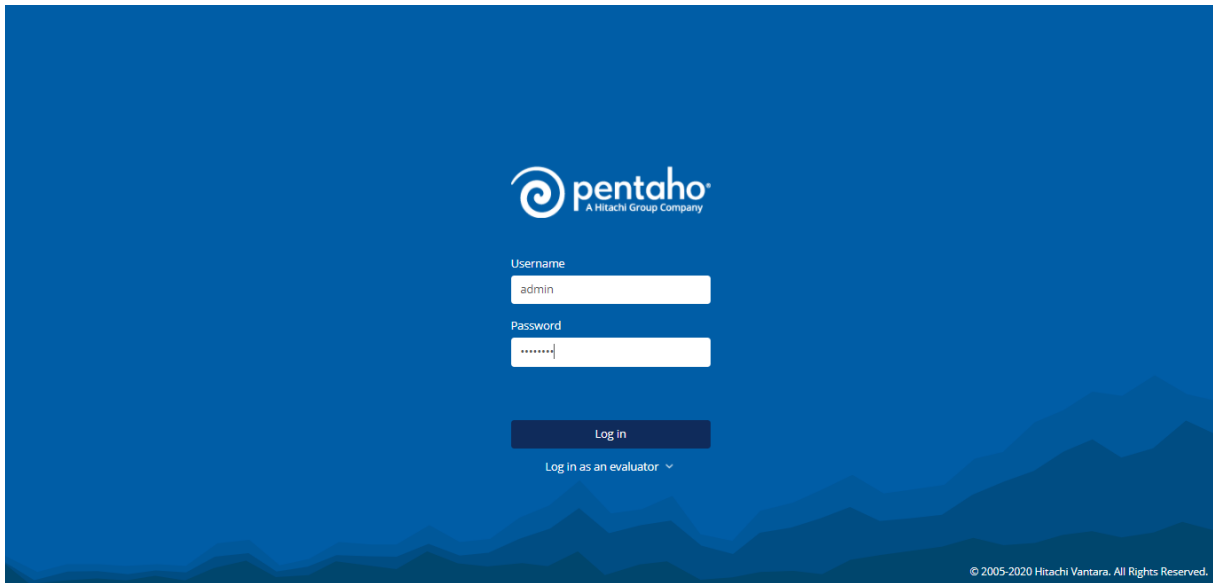 pentaho®
A Hitachi Group Company
Username
admin
Password
••••••••
Log in
Log in as an evaluator
© 2005-2020 Hitachi Vantara. All Rights Reserved.